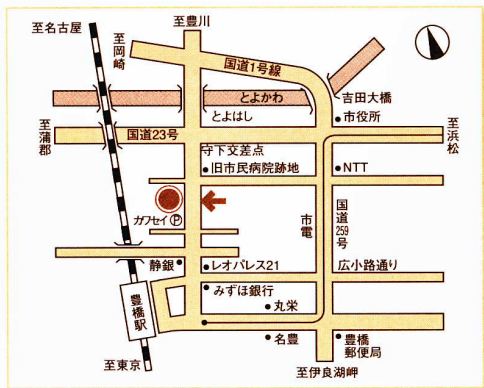 至名古屋
至岡崎
至豊川
国道1号線
とよかわ
吉田大橋
とよはし
市役所
至浜松
至蒲郡
国道23号
守下交差点
旧市民病院跡地
NTT
カワセイ P
市電
国道259号
静銀
レオパレス21
広小路通り
みずほ銀行
豊橋駅
丸栄
名豊
豊橋
郵便局
至東京
至伊良湖岬